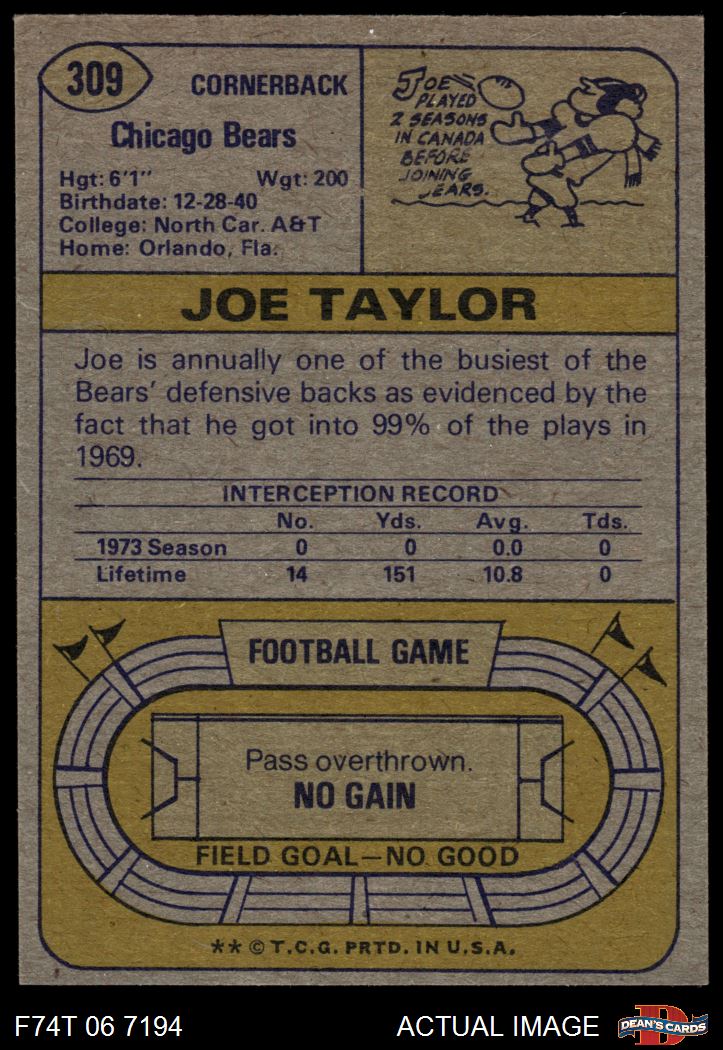 309
CORNERBACK
Chicago Bears
Hgt: 6'1" Wgt: 200
Birthdate: 12-28-40
College: North Car. A&T
Home: Orlando, Fla.
JOE
PLAYED
2 SEASONS
IN CANADA
BEFORE
JOINING
BEARS.
JOE TAYLOR
Joe is annually one of the busiest of the
Bears' defensive backs as evidenced by the
fact that he got into 99% of the plays in
1969.
INTERCEPTION RECORD
No. Yds. Avg. Tds.
1973 Season 0 0 0.0 0
Lifetime 14 151 10.8 0
FOOTBALL GAME
Pass overthrown.
NO GAIN
FIELD GOAL—NO GOOD
** © T.C.G. PRTD. IN U.S.A.
F74T 06 7194 ACTUAL IMAGE
D
DEAN'S CARDS